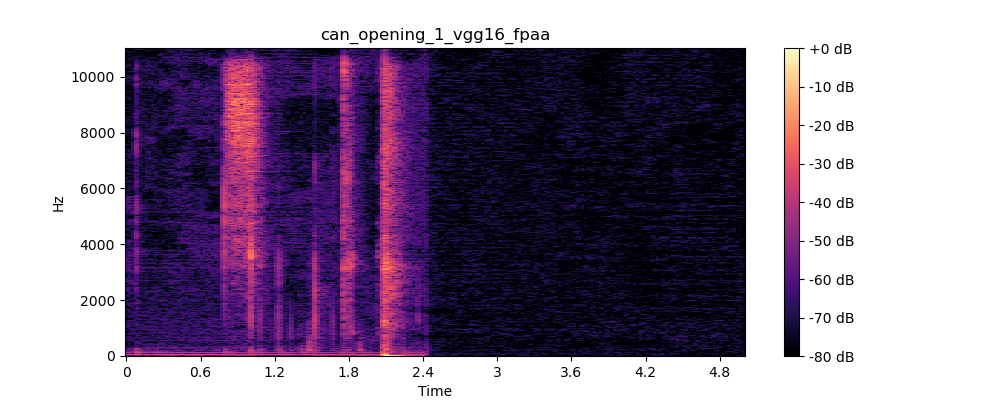 can_opening_1_vgg16_fpaa
+0 dB
10000
-10 dB
-20 dB
8000
-30 dB
6000
Hz
-40 dB
4000
-50 dB
-60 dB
2000
-70 dB
0
-80 dB
0 0.6 1.2 1.8 2.4 3 3.6 4.2 4.8
Time